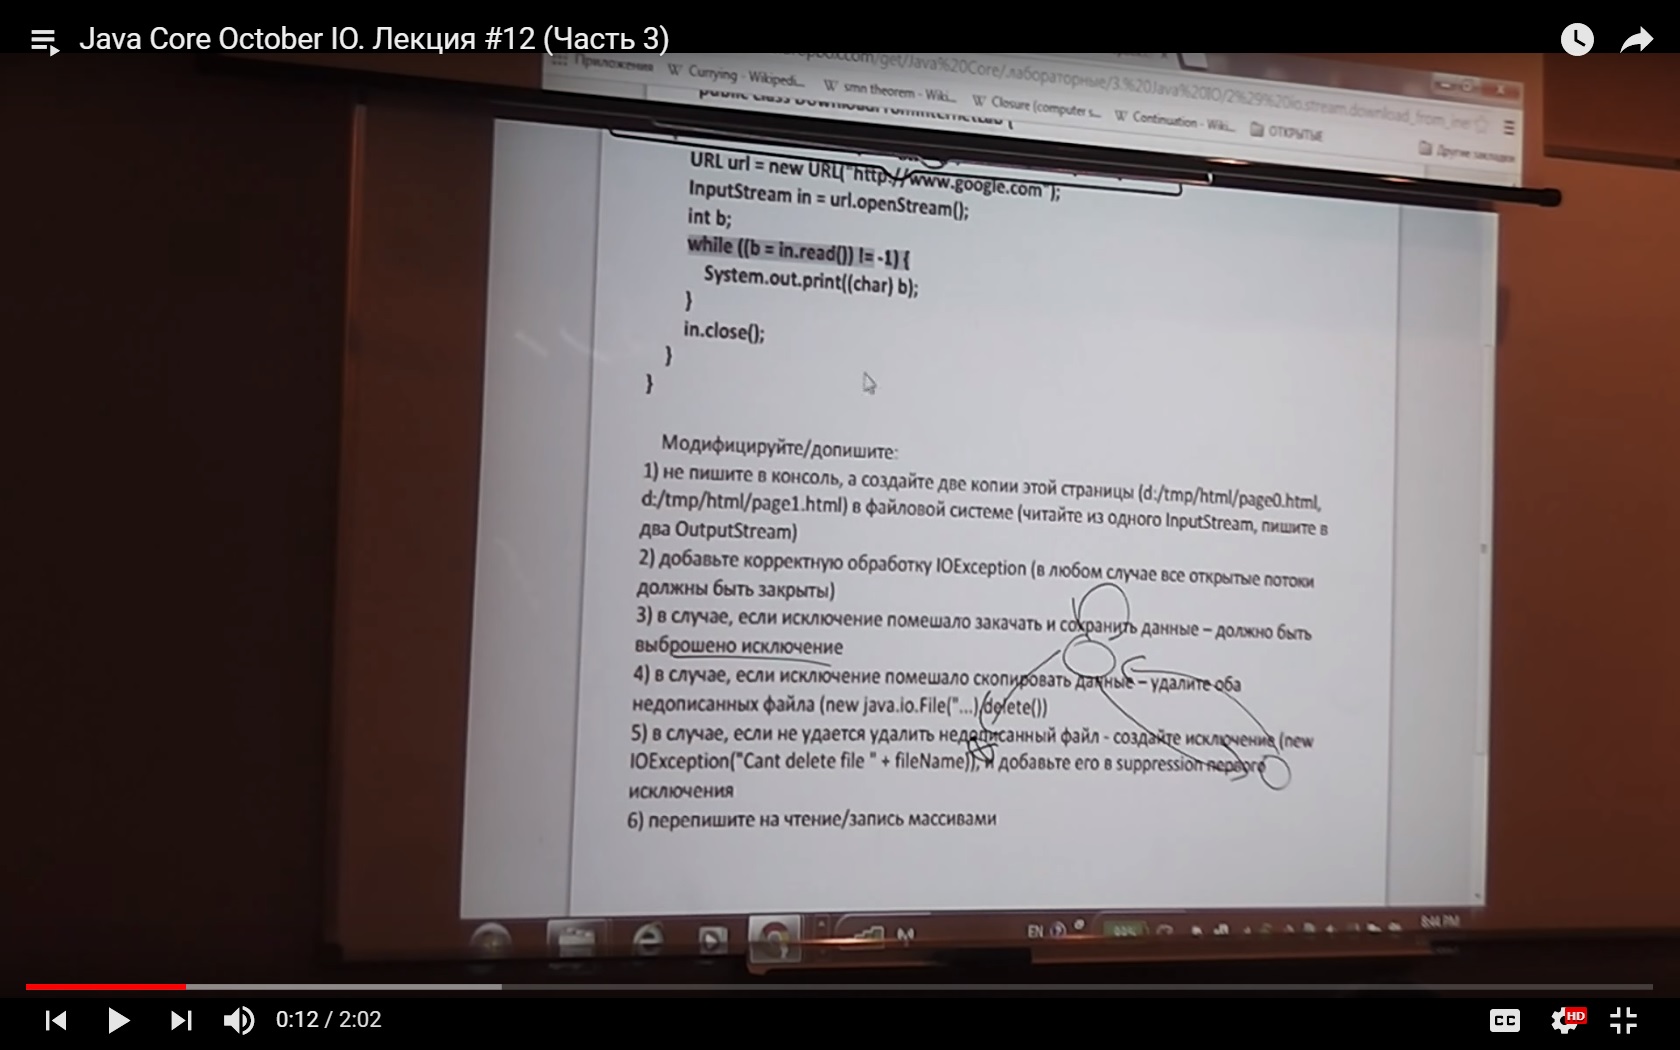 Java Core October IO. Лекция #12 (Часть 3)
.com/get/Java%20Core/.лабораторные/3.%20Java%20IO/2%29%20io.stream.download_from_iner
Приложения Currying - Wikipedi... smn theorem - Wiki... Closure (computer s... Continuation - Wiki... ОТКРЫТЫЕ
Другие закладки
public class DownloadFromInternetLab {
URL url = new URL("http://www.google.com");
InputStream in = url.openStream();
int b;
while ((b = in.read()) != -1) {
System.out.print((char) b);
}
in.close();
}
}
Модифицируйте/допишите:
1) не пишите в консоль, а создайте две копии этой страницы (d:/tmp/html/page0.html,
d:/tmp/html/page1.html) в файловой системе (читайте из одного InputStream, пишите в
два OutputStream)
2) добавьте корректную обработку IOException (в любом случае все открытые потоки
должны быть закрыты)
3) в случае, если исключение помешало закачать и сохранить данные – должно быть
выброшено исключение
4) в случае, если исключение помешало скопировать данные – удалите оба
недописанных файла (new java.io.File("...).delete())
5) в случае, если не удается удалить недописанный файл - создайте исключение (new
IOException("Cant delete file " + fileName)), и добавьте его в suppression первого
исключения
6) перепишите на чтение/запись массивами
EN
8:44 PM
0:12 / 2:02
CC
HD